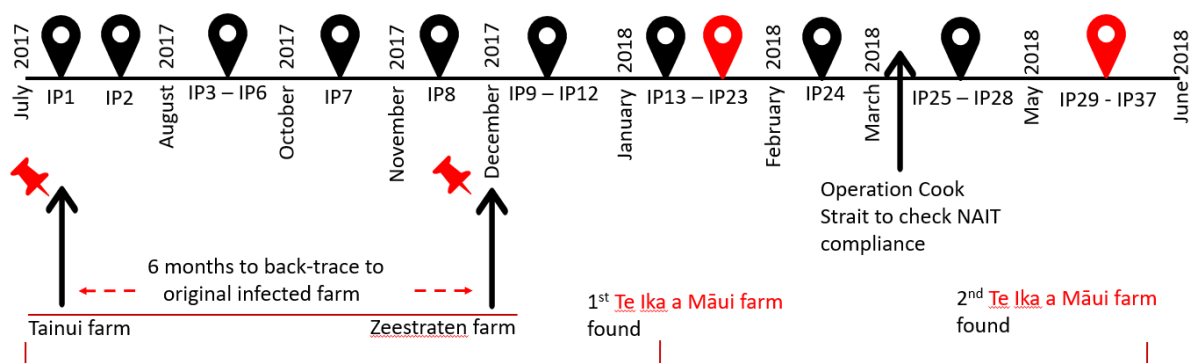 July 2017
August 2017
October 2017
November 2017
December 2017
January 2018
February 2018
March 2018
May 2018
June 2018
IP1
IP2
IP3 – IP6
IP7
IP8
IP9 – IP12
IP13 – IP23
IP24
IP25 – IP28
IP29 - IP37
Operation Cook
Strait to check NAIT
compliance
6 months to back-trace to
original infected farm
Tainui farm
Zeestraten farm
1st Te Ika a Māui farm
found
2nd Te Ika a Māui farm
found